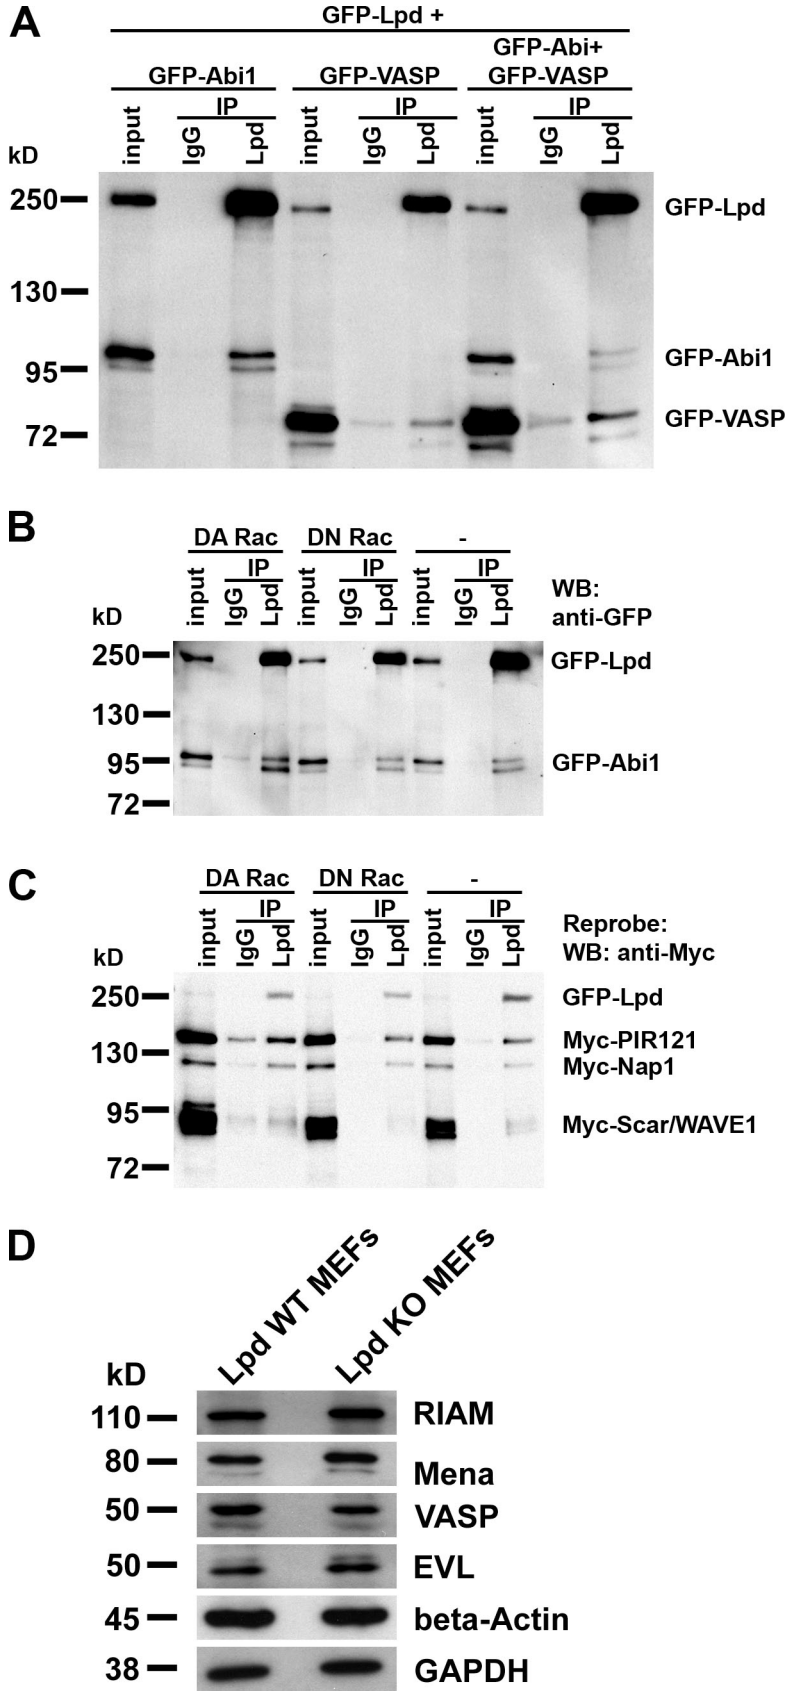 A
GFP-Lpd +
GFP-Abi+
GFP-Abi1 GFP-VASP GFP-VASP
IP IP IP
input IgG Lpd input IgG Lpd input IgG Lpd
kD
250 GFP-Lpd
130
95 GFP-Abi1
72 GFP-VASP
B
DA Rac DN Rac -
IP IP IP
input IgG Lpd input IgG Lpd input IgG Lpd
WB:
kD anti-GFP
250 GFP-Lpd
130
95 GFP-Abi1
72
C
DA Rac DN Rac -
IP IP IP
input IgG Lpd input IgG Lpd input IgG Lpd
Reprobe:
kD WB: anti-Myc
250 GFP-Lpd
Myc-PIR121
130 Myc-Nap1
95 Myc-Scar/WAVE1
72
D
Lpd WT MEFs Lpd KO MEFs
kD
110 RIAM
80 Mena
50 VASP
50 EVL
45 beta-Actin
38 GAPDH